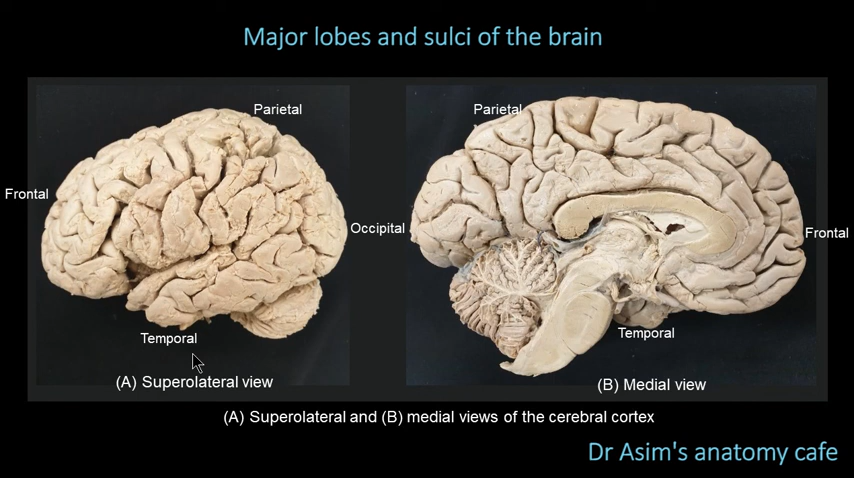 Major lobes and sulci of the brain
Parietal
Frontal
Occipital
Temporal
(A) Superolateral view
Parietal
Frontal
Temporal
(B) Medial view
(A) Superolateral and (B) medial views of the cerebral cortex
Dr Asim's anatomy cafe